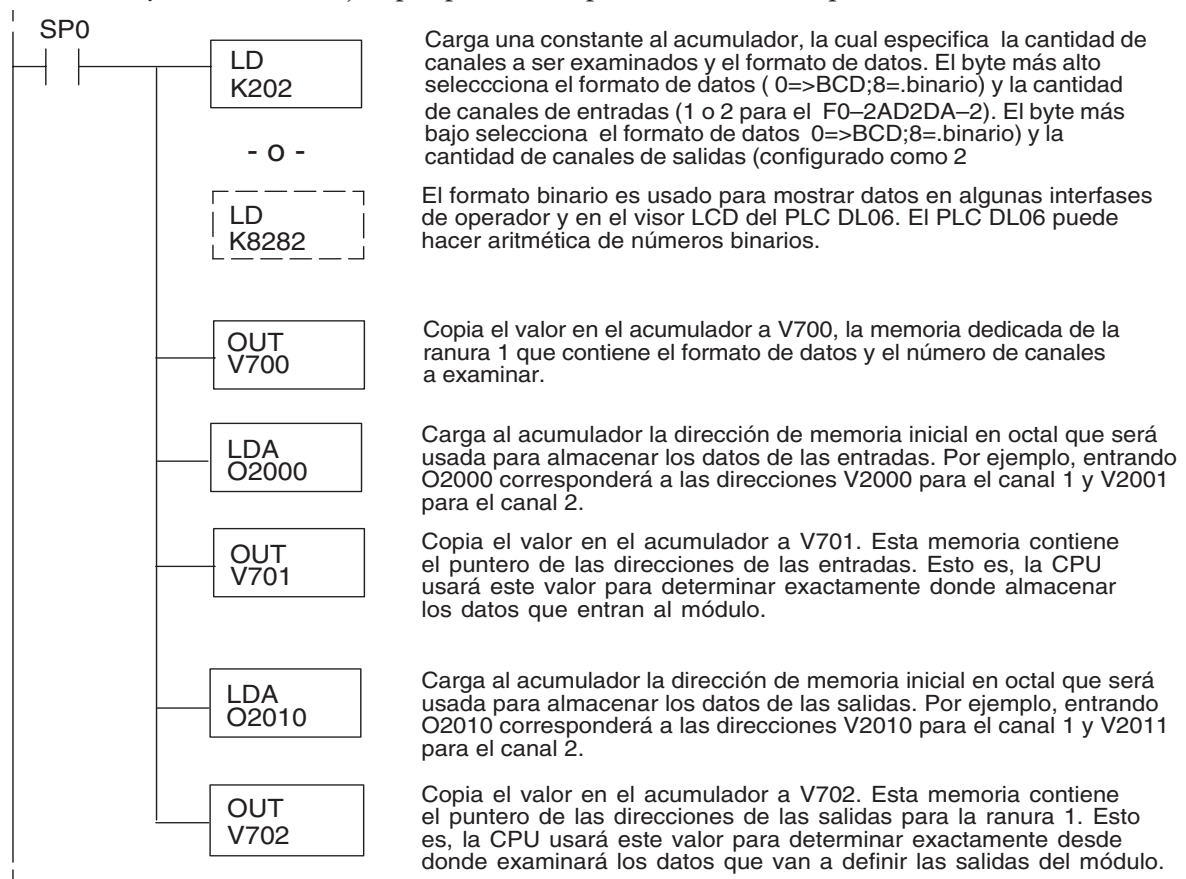 SP0
LD
K202
Carga una constante al acumulador, la cual especifica la cantidad de
canales a ser examinados y el formato de datos. El byte más alto
seleccciona el formato de datos ( 0=>BCD;8=.binario) y la cantidad
de canales de entradas (1 o 2 para el F0–2AD2DA–2). El byte más
bajo selecciona el formato de datos 0=>BCD;8=.binario) y la
cantidad de canales de salidas (configurado como 2
- o -
LD
K8282
El formato binario es usado para mostrar datos en algunas interfases
de operador y en el visor LCD del PLC DL06. El PLC DL06 puede
hacer aritmética de números binarios.
OUT
V700
Copia el valor en el acumulador a V700, la memoria dedicada de la
ranura 1 que contiene el formato de datos y el número de canales
a examinar.
LDA
O2000
Carga al acumulador la dirección de memoria inicial en octal que será
usada para almacenar los datos de las entradas. Por ejemplo, entrando
O2000 corresponderá a las direcciones V2000 para el canal 1 y V2001
para el canal 2.
OUT
V701
Copia el valor en el acumulador a V701. Esta memoria contiene
el puntero de las direcciones de las entradas. Esto es, la CPU
usará este valor para determinar exactamente donde almacenar
los datos que entran al módulo.
LDA
O2010
Carga al acumulador la dirección de memoria inicial en octal que será
usada para almacenar los datos de las salidas. Por ejemplo, entrando
O2010 corresponderá a las direcciones V2010 para el canal 1 y V2011
para el canal 2.
OUT
V702
Copia el valor en el acumulador a V702. Esta memoria contiene
el puntero de las direcciones de las salidas para la ranura 1. Esto
es, la CPU usará este valor para determinar exactamente desde
donde examinará los datos que van a definir las salidas del módulo.